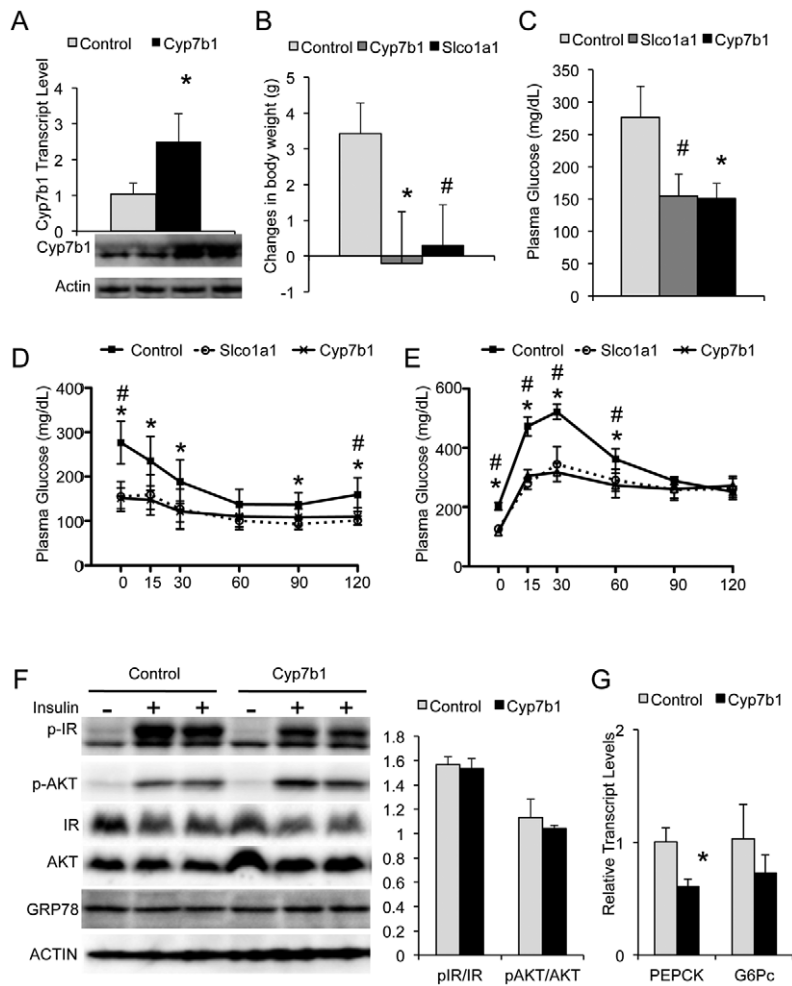 A
Control Cyp7b1
Cyp7b1 Transcript Level
4
3
2
1
0
*
Cyp7b1
Actin
B
Control Cyp7b1 Slco1a1
Changes in body weight (g)
5
4
3
2
1
0
-1
*
#
C
Control Slco1a1 Cyp7b1
Plasma Glucose (mg/dL)
350
300
250
200
150
100
50
0
#
*
D
Control Slco1a1 Cyp7b1
Plasma Glucose (mg/dL)
400
300
200
100
0
#
* * * * #
*
0 15 30 60 90 120
E
Control Slco1a1 Cyp7b1
Plasma Glucose (mg/dL)
600
400
200
0
# # # #
* * * *
0 15 30 60 90 120
F
Control Cyp7b1
Insulin - + + - + +
p-IR
p-AKT
IR
AKT
GRP78
ACTIN
Control Cyp7b1
1.8
1.6
1.4
1.2
1
0.8
0.6
0.4
0.2
0
pIR/IR pAKT/AKT
G
Control Cyp7b1
Relative Transcript Levels
2
1
0
*
PEPCK G6Pc